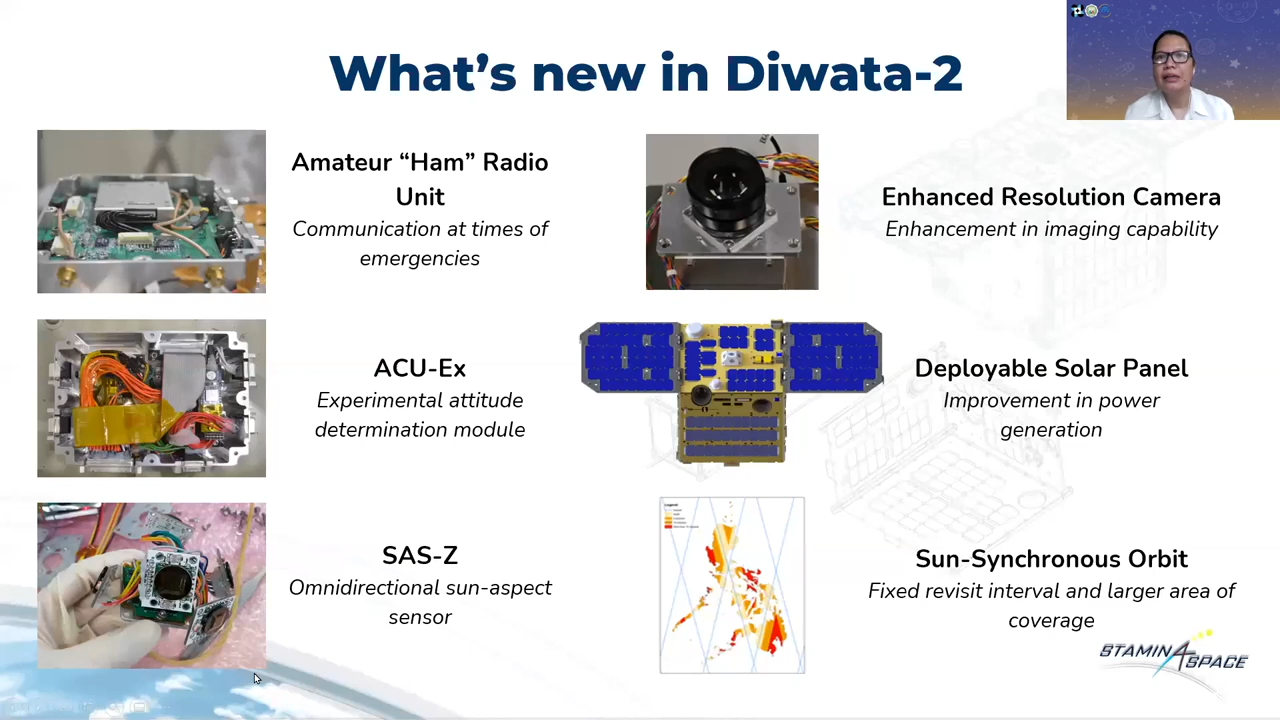 What's new in Diwata-2
Amateur “Ham” Radio
Unit
Communication at times of
emergencies
Enhanced Resolution Camera
Enhancement in imaging capability
ACU-Ex
Experimental attitude
determination module
Deployable Solar Panel
Improvement in power
generation
SAS-Z
Omnidirectional sun-aspect
sensor
Sun-Synchronous Orbit
Fixed revisit interval and larger area of
coverage
STAMIN4SPACE